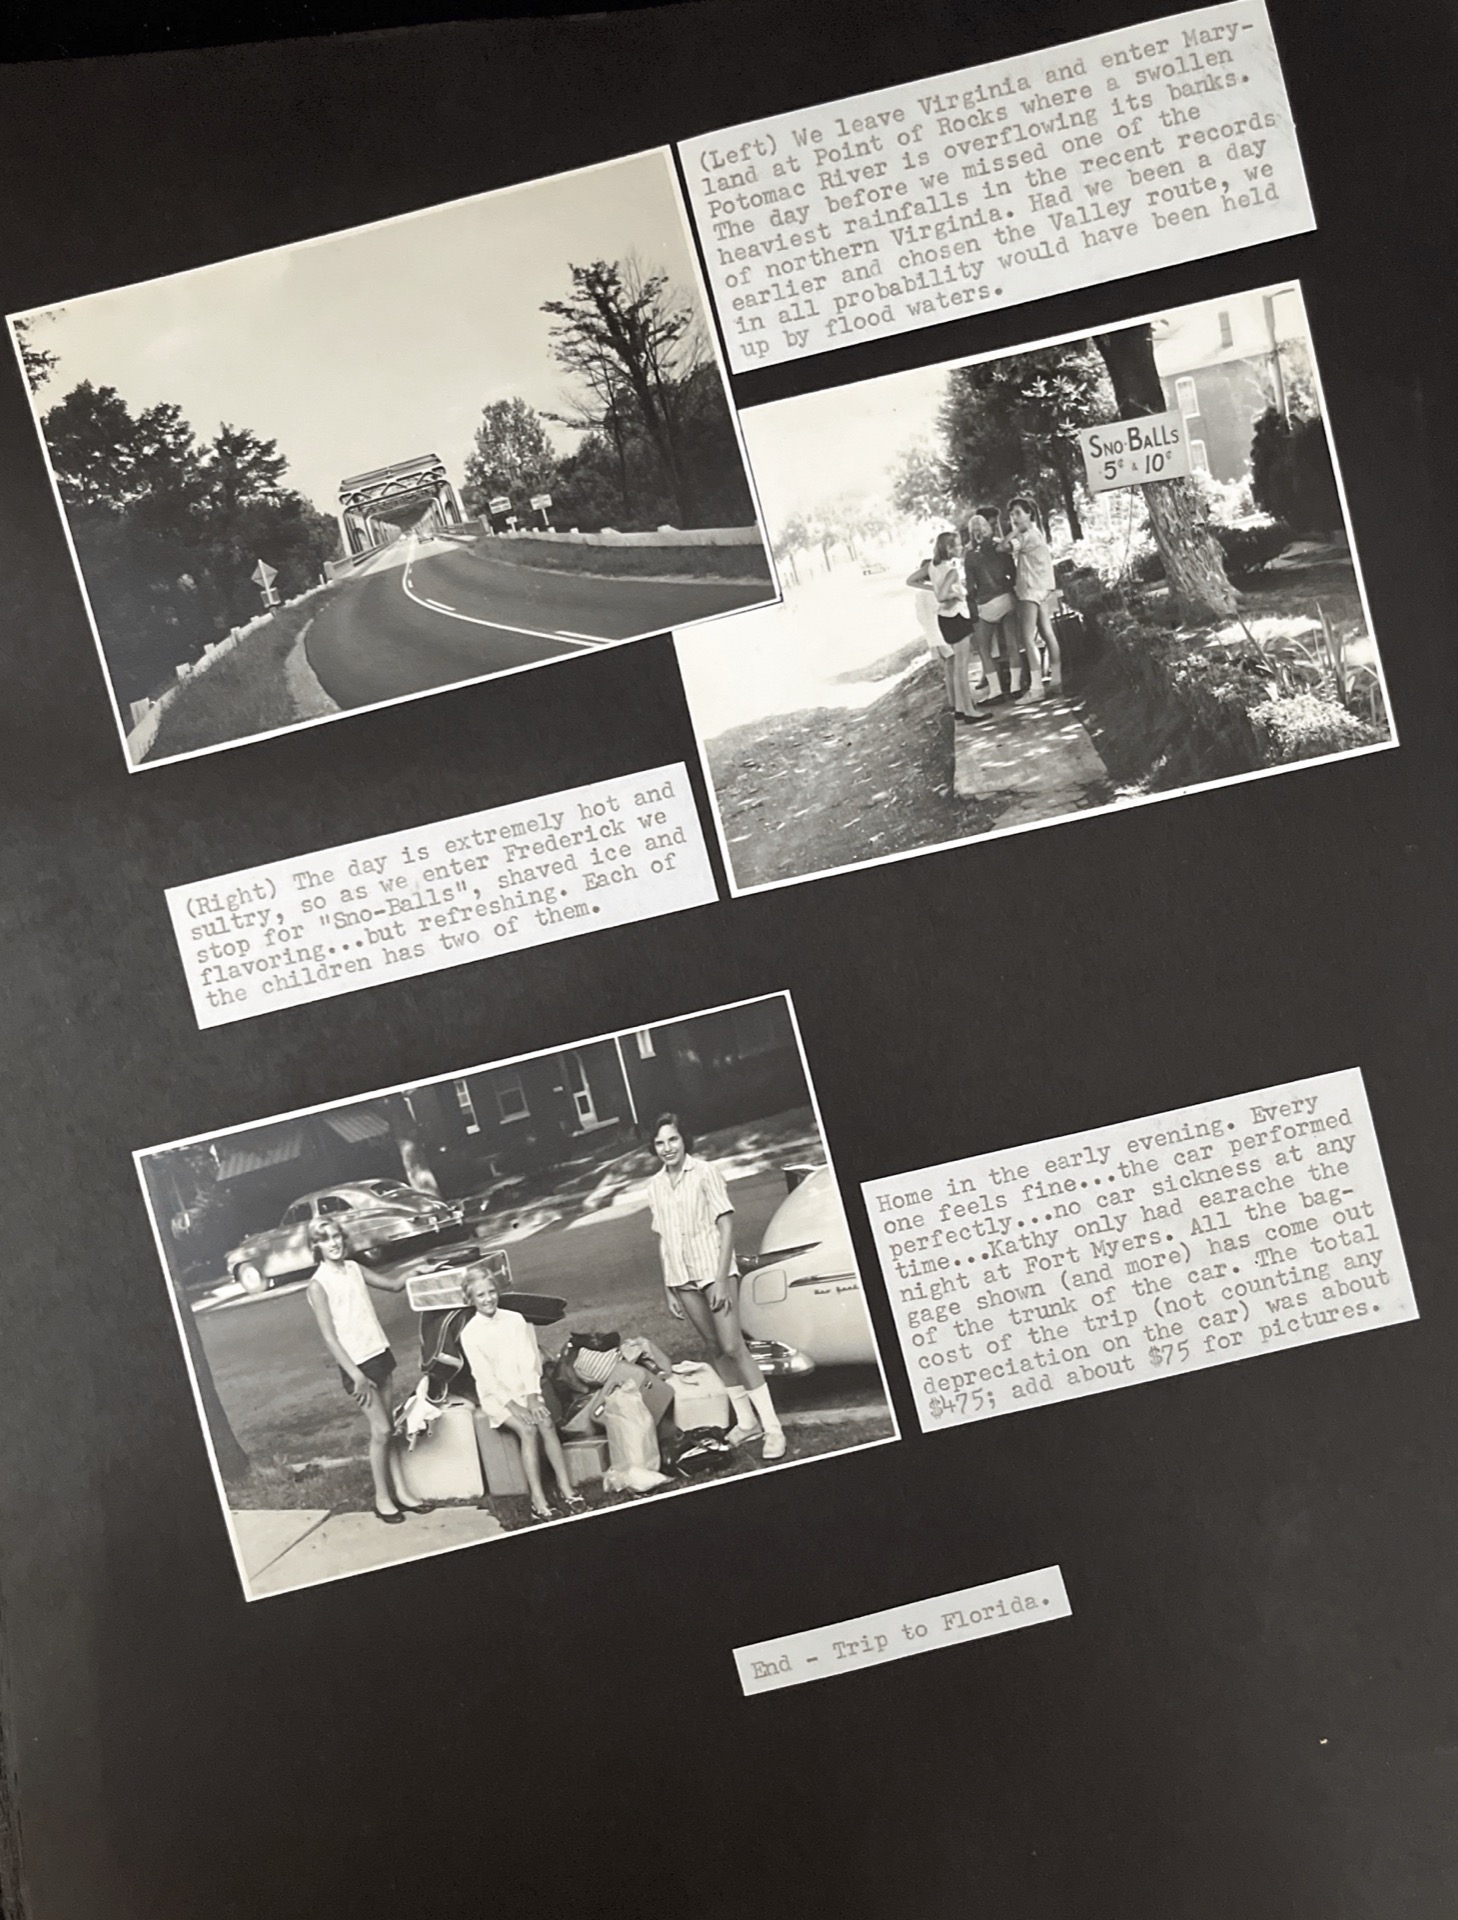 (Left) We leave Virginia and enter Mary-
land at Point of Rocks where a swollen
Potomac River is overflowing its banks.
The day before we missed one of the
heaviest rainfalls in the recent records
of northern Virginia. Had we been a day
earlier and chosen the Valley route, we
in all probability would have been held
up by flood waters.
SNO-BALLS
5¢ & 10¢
(Right) The day is extremely hot and
sultry, so as we enter Frederick we
stop for "Sno-Balls", shaved ice and
flavoring...but refreshing. Each of
the children has two of them.
Home in the early evening. Every
one feels fine...the car performed
perfectly...no car sickness at any
time...Kathy only had earache the
night at Fort Myers. All the bag-
gage shown (and more) has come out
of the trunk of the car. The total
cost of the trip (not counting any
depreciation on the car) was about
$475; add about $75 for pictures.
End - Trip to Florida.